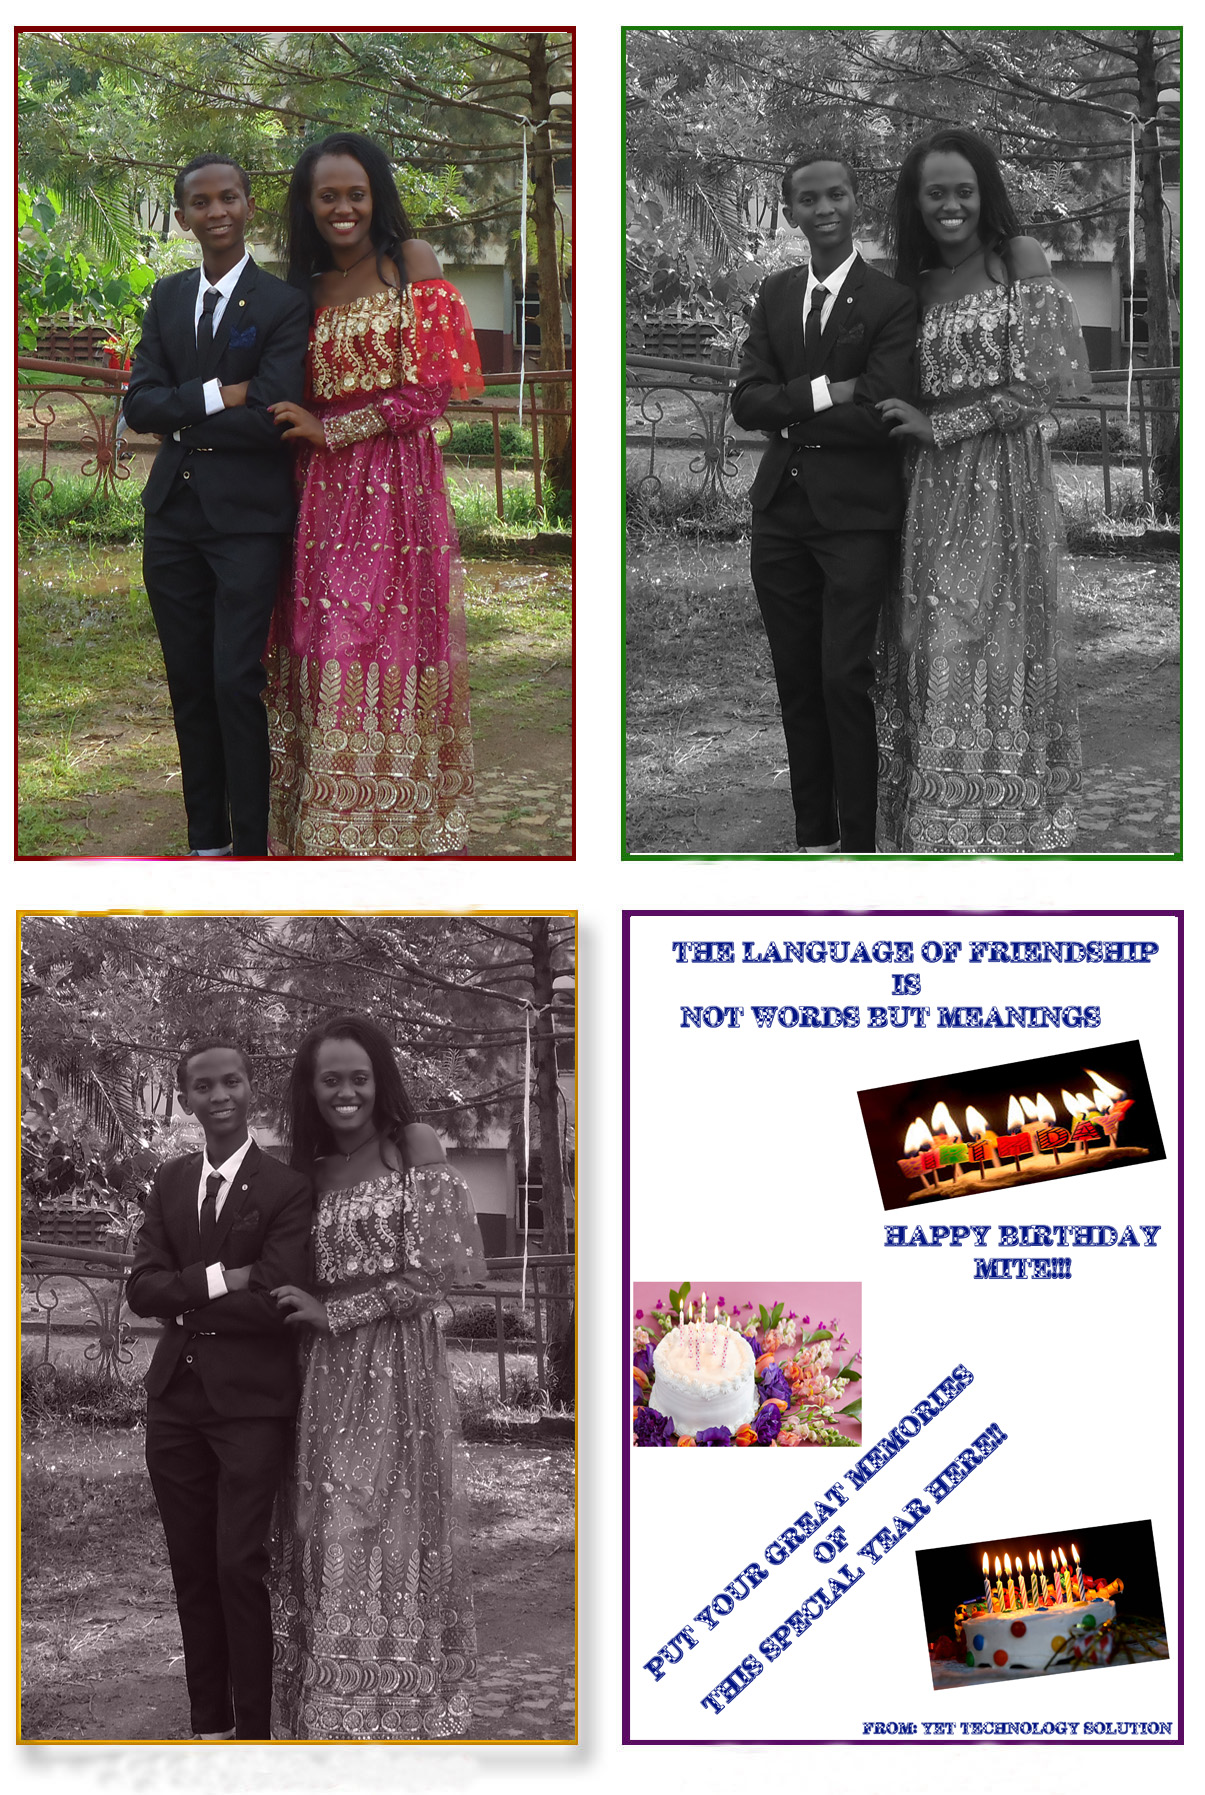 THE LANGUAGE OF FRIENDSHIP
IS
NOT WORDS BUT MEANINGS
BIRTHDAY
HAPPY BIRTHDAY
MITE!!!
PUT YOUR GREAT MEMORIES
OF
THIS SPECIAL YEAR HERE!!
FROM: YET TECHNOLOGY SOLUTION